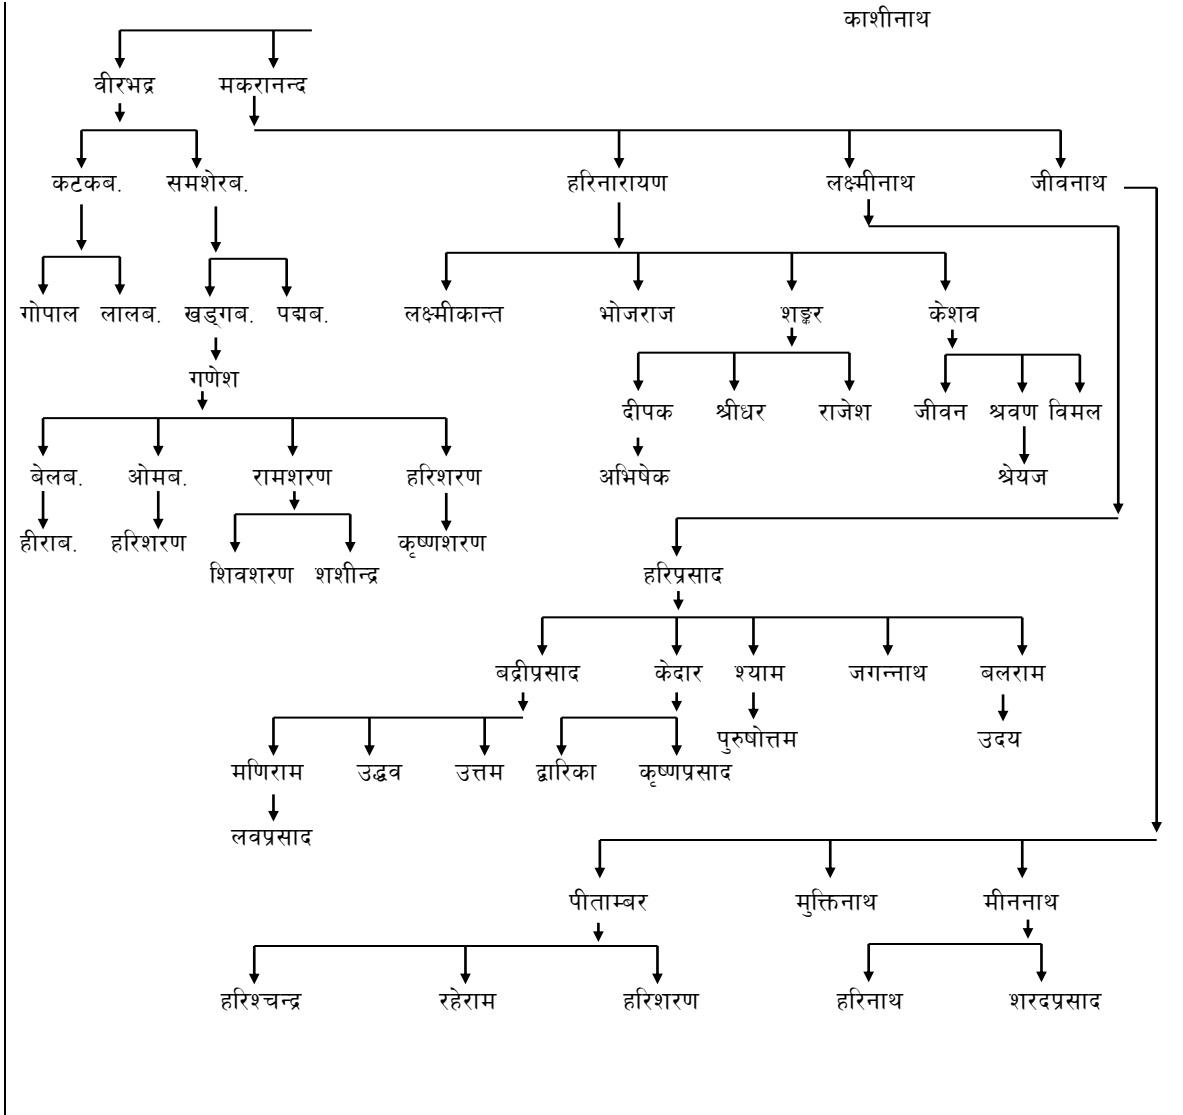 काशीनाथ
वीरभद्र मकरानन्द
कटकब. समशेरब. हरिनारायण लक्ष्मीनाथ जीवनाथ
गोपाल लालब. खड्गब. पद्मब. लक्ष्मीकान्त भोजराज शङ्कर केशव
गणेश
दीपक श्रीधर राजेश जीवन श्रवण विमल
बेलब. ओमब. रामशरण हरिशरण अभिषेक श्रेयज
हीराब. हरिशरण कृष्णशरण
शिवशरण शशीन्द्र हरिप्रसाद
बद्रीप्रसाद केदार श्याम जगन्नाथ बलराम
पुरुषोत्तम उदय
मणिराम उद्धव उत्तम द्वारिका कृष्णप्रसाद
लवप्रसाद
पीताम्बर मुक्तिनाथ मीननाथ
हरिश्चन्द्र रहेराम हरिशरण हरिनाथ शरदप्रसाद